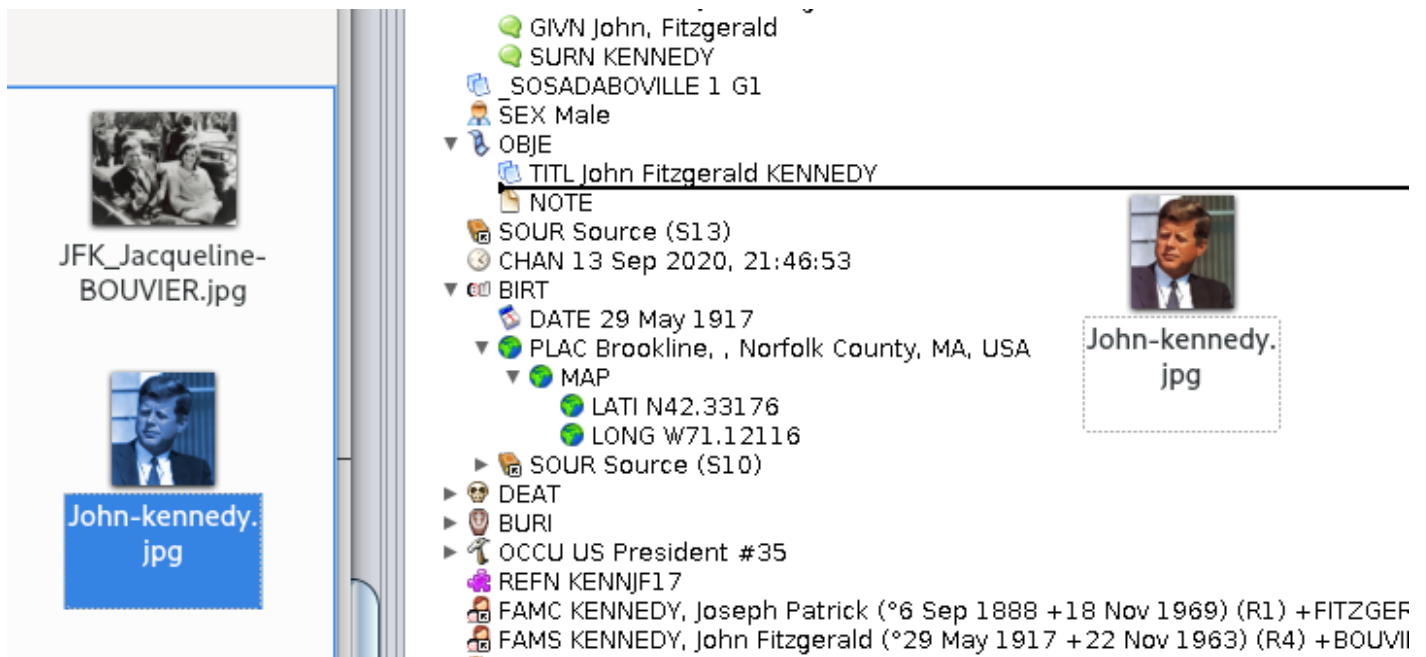 GIVN John, Fitzgerald
SURN KENNEDY
_SOSADABOVILLE 1 G1
SEX Male
OBJE
TITL John Fitzgerald KENNEDY
NOTE
SOUR Source (S13)
CHAN 13 Sep 2020, 21:46:53
BIRT
DATE 29 May 1917
PLAC Brookline, , Norfolk County, MA, USA
MAP
LATI N42.33176
LONG W71.12116
SOUR Source (S10)
DEAT
BURI
OCCU US President #35
REFN KENNJF17
FAMC KENNEDY, Joseph Patrick (°6 Sep 1888 +18 Nov 1969) (R1) +FITZGER
FAMS KENNEDY, John Fitzgerald (°29 May 1917 +22 Nov 1963) (R4) +BOUVI
JFK_Jacqueline-
BOUVIER.jpg
John-kennedy.
jpg
John-kennedy.
jpg